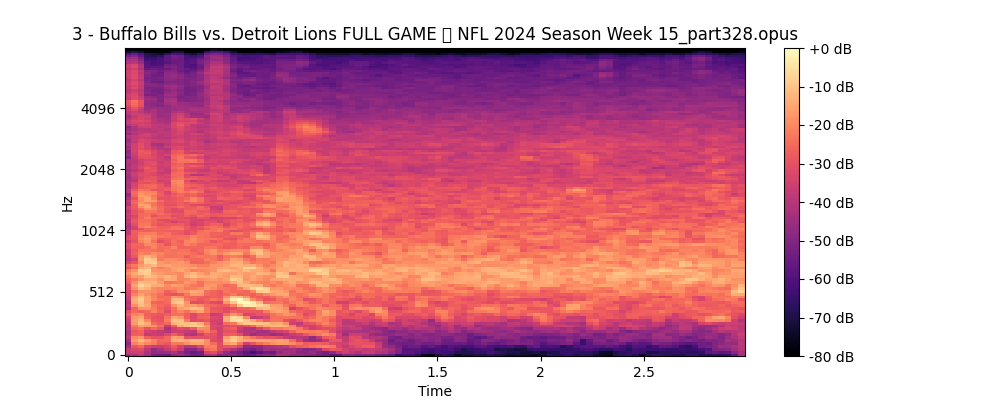 3 - Buffalo Bills vs. Detroit Lions FULL GAME ▯ NFL 2024 Season Week 15_part328.opus
+0 dB
4096
-10 dB
-20 dB
2048
-30 dB
Hz
-40 dB
1024
-50 dB
512
-60 dB
-70 dB
0
-80 dB
0 0.5 1 1.5 2 2.5
Time